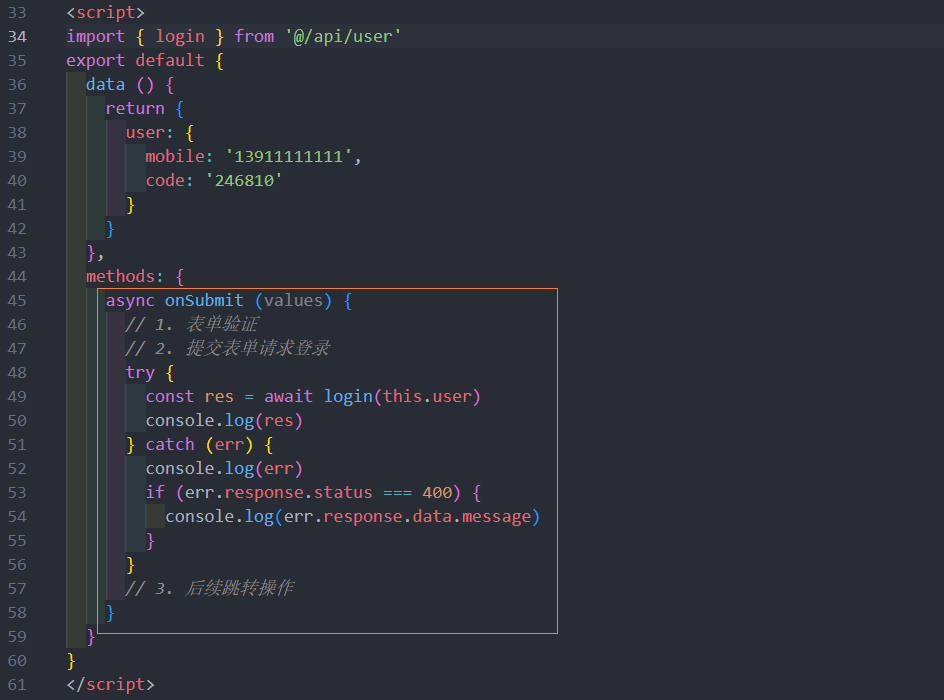 33 <script>
34 import { login } from '@/api/user'
35 export default {
36 data () {
37 return {
38 user: {
39 mobile: '13911111111',
40 code: '246810'
41 }
42 }
43 },
44 methods: {
45 async onSubmit (values) {
46 // 1. 表单验证
47 // 2. 提交表单请求登录
48 try {
49 const res = await login(this.user)
50 console.log(res)
51 } catch (err) {
52 console.log(err)
53 if (err.response.status === 400) {
54 console.log(err.response.data.message)
55 }
56 }
57 // 3. 后续跳转操作
58 }
59 }
60 }
61 </script>